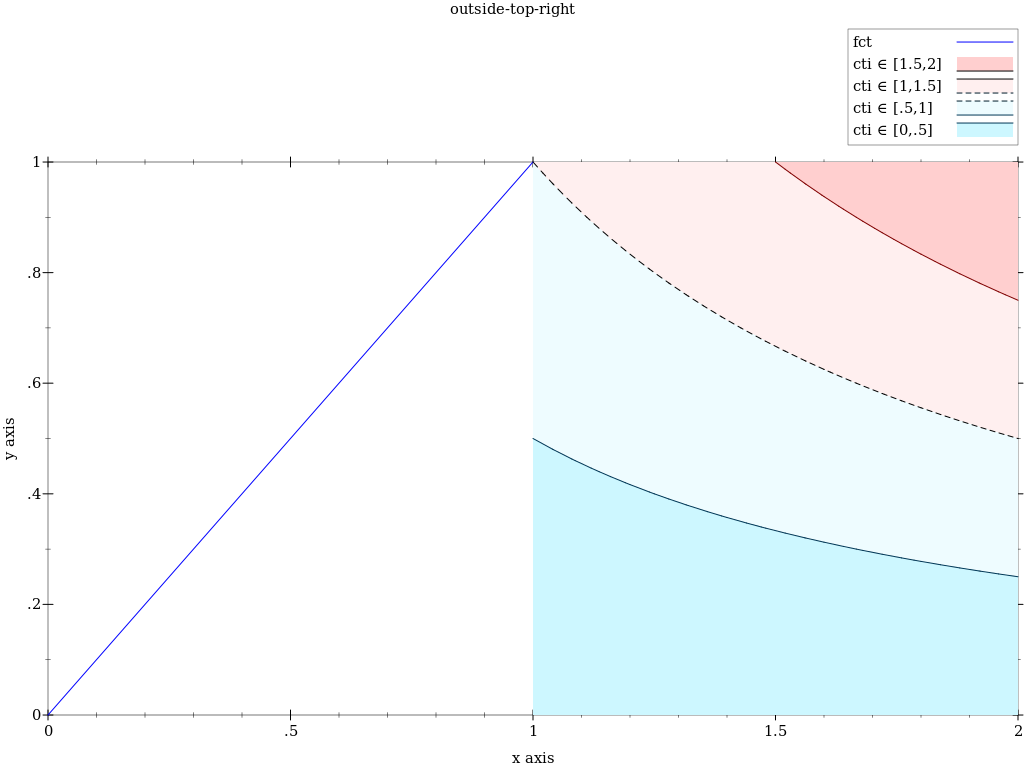 outside-top-right
fct
cti ∈ [1.5,2]
cti ∈ [1,1.5]
cti ∈ [.5,1]
cti ∈ [0,.5]
1
.8
.6
.4
.2
0
y axis
0 .5 1 1.5 2
x axis